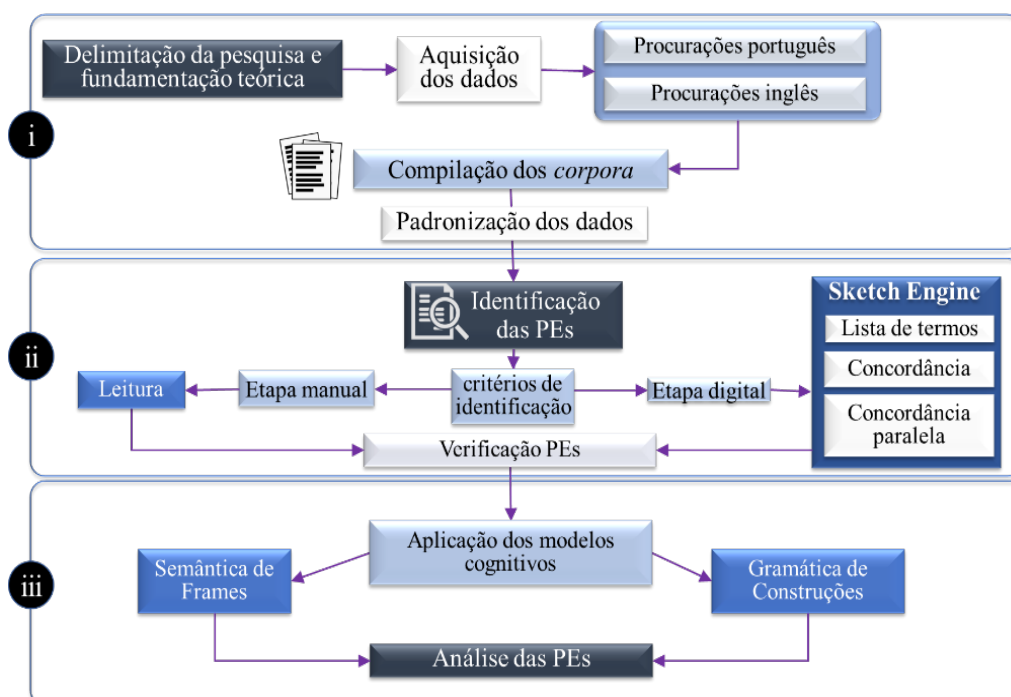 Delimitação da pesquisa e
fundamentação teórica
Aquisição
dos dados
Procurações português
Procurações inglês
i
Compilação dos corpora
Padronização dos dados
Identificação
das PEs
Sketch Engine
Lista de termos
Concordância
Concordância
paralela
ii
Leitura
Etapa manual
critérios de
identificação
Etapa digital
Verificação PEs
Aplicação dos modelos
cognitivos
Semântica de
Frames
Gramática de
Construções
iii
Análise das PEs